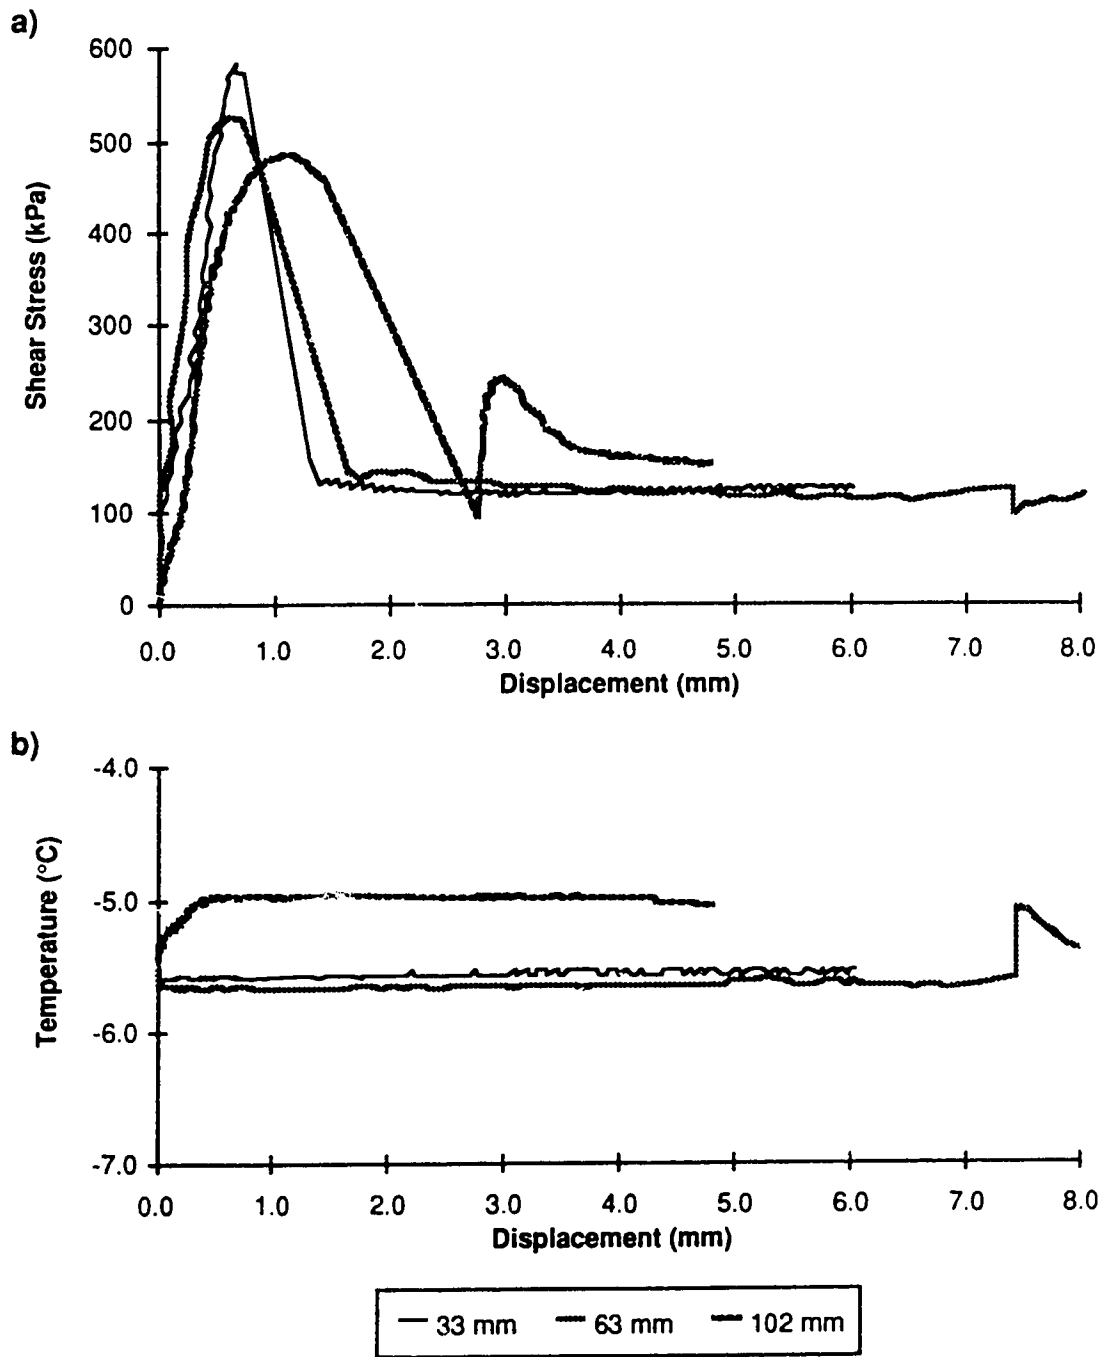 a)
600
500
400
300
200
100
0
Shear Stress (kPa)
0.0 1.0 2.0 3.0 4.0 5.0 6.0 7.0 8.0
Displacement (mm)
b)
-4.0
-5.0
-6.0
-7.0
Temperature (°C)
0.0 1.0 2.0 3.0 4.0 5.0 6.0 7.0 8.0
Displacement (mm)
33 mm 63 mm 102 mm